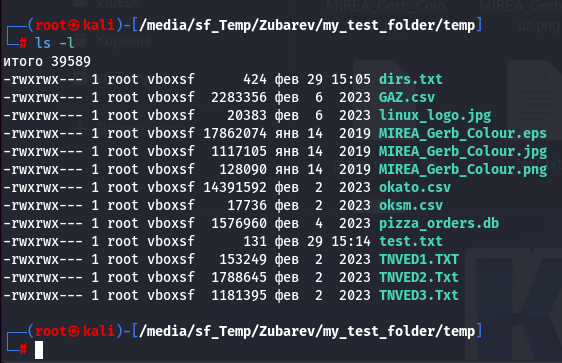 ┌──(root㉿kali)-[/media/sf_Temp/Zubarev/my_test_folder/temp]
└─# ls -l
итого 39589
-rwxrwx--- 1 root vboxsf      424 фев 29 15:05 dirs.txt
-rwxrwx--- 1 root vboxsf  2283356 фев  6  2023 GAZ.csv
-rwxrwx--- 1 root vboxsf    20383 фев  6  2023 linux_logo.jpg
-rwxrwx--- 1 root vboxsf 17862074 янв 14  2019 MIREA_Gerb_Colour.eps
-rwxrwx--- 1 root vboxsf  1117105 янв 14  2019 MIREA_Gerb_Colour.jpg
-rwxrwx--- 1 root vboxsf   128090 янв 14  2019 MIREA_Gerb_Colour.png
-rwxrwx--- 1 root vboxsf 14391592 фев  2  2023 okato.csv
-rwxrwx--- 1 root vboxsf    17736 фев  2  2023 oksm.csv
-rwxrwx--- 1 root vboxsf  1576960 фев  4  2023 pizza_orders.db
-rwxrwx--- 1 root vboxsf      131 фев 29 15:14 test.txt
-rwxrwx--- 1 root vboxsf   153249 фев  2  2023 TNVED1.TXT
-rwxrwx--- 1 root vboxsf  1788645 фев  2  2023 TNVED2.Txt
-rwxrwx--- 1 root vboxsf  1181395 фев  2  2023 TNVED3.Txt
┌──(root㉿kali)-[/media/sf_Temp/Zubarev/my_test_folder/temp]
└─#